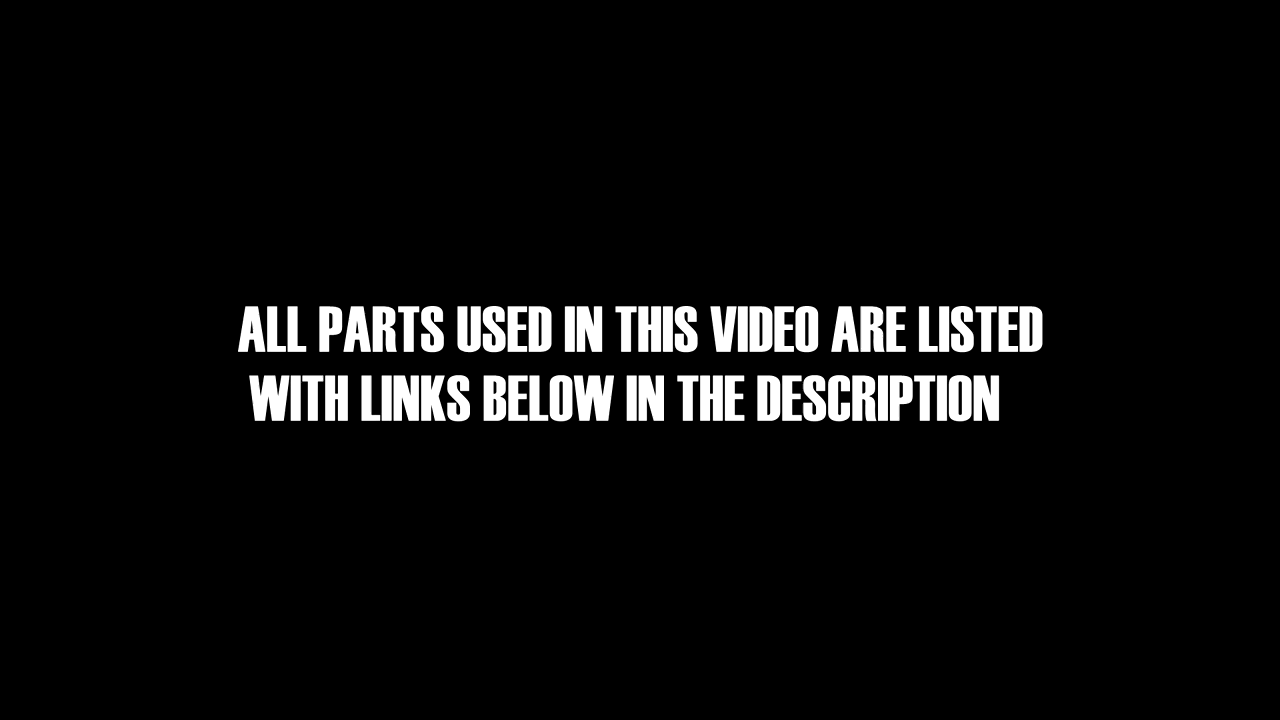 ALL PARTS USED IN THIS VIDEO ARE LISTED
WITH LINKS BELOW IN THE DESCRIPTION